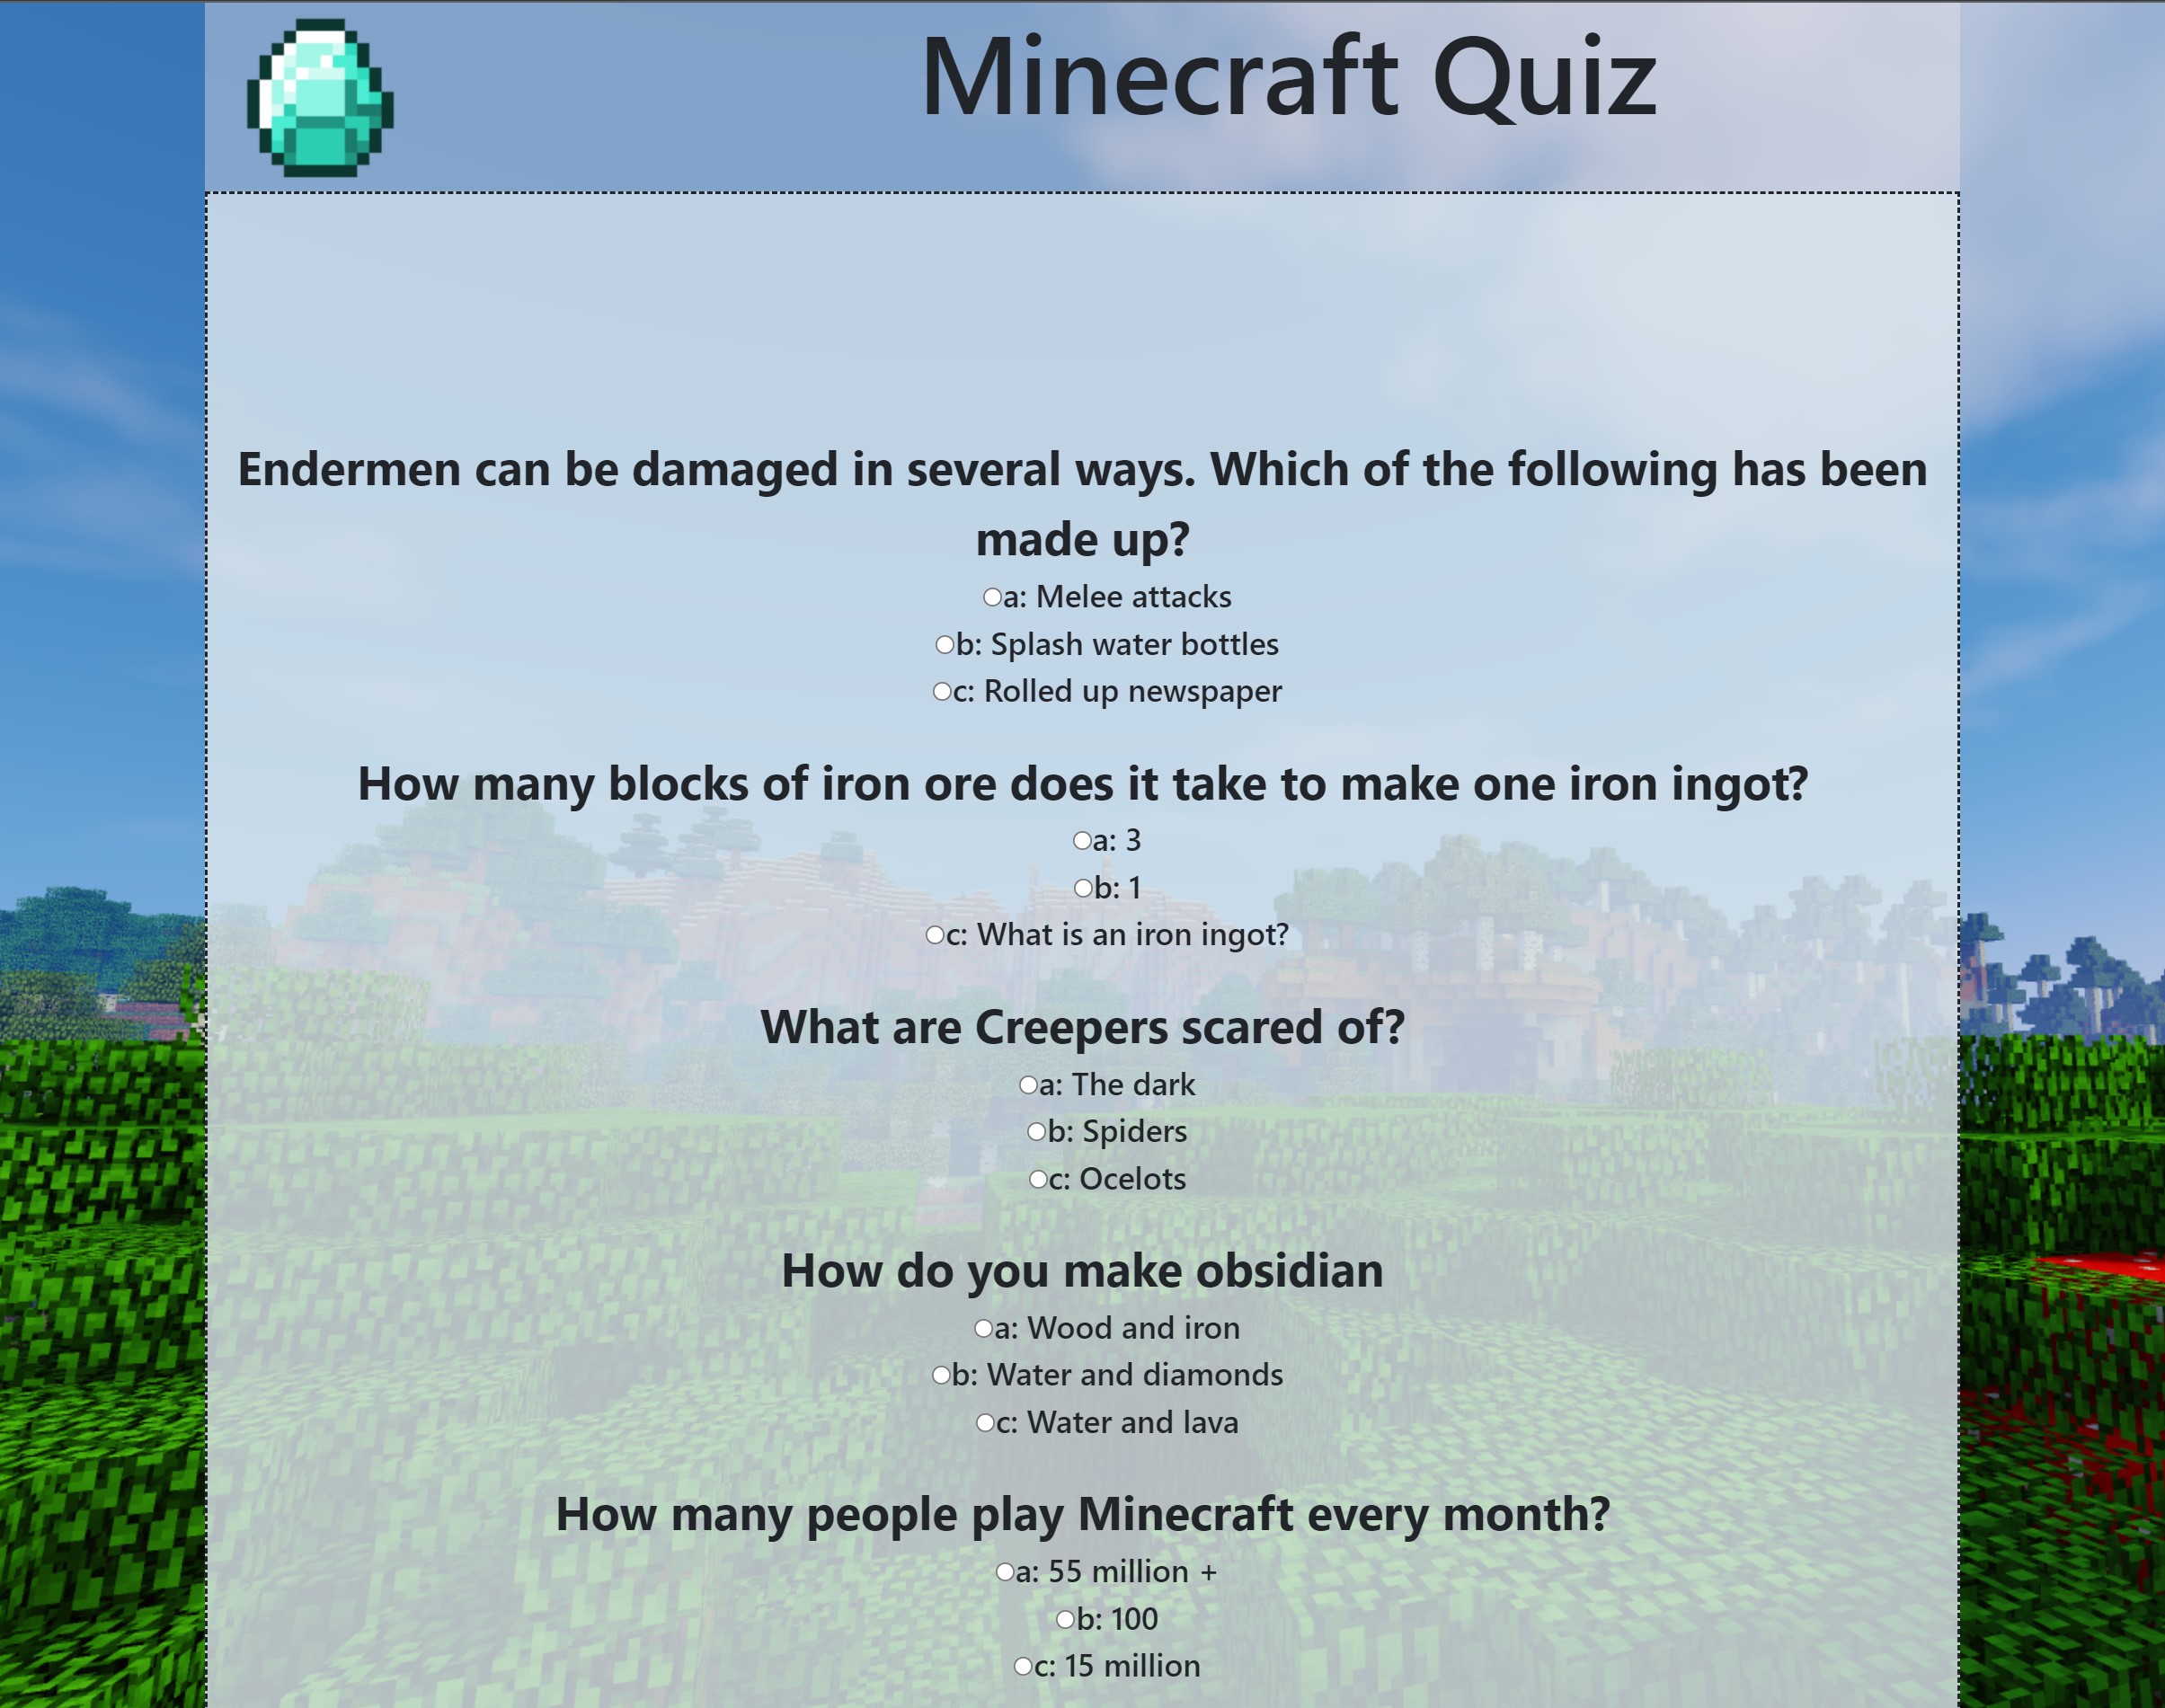 Minecraft Quiz
Endermen can be damaged in several ways. Which of the following has been
made up?
a: Melee attacks
b: Splash water bottles
c: Rolled up newspaper
How many blocks of iron ore does it take to make one iron ingot?
a: 3
b: 1
c: What is an iron ingot?
What are Creepers scared of?
a: The dark
b: Spiders
c: Ocelots
How do you make obsidian
a: Wood and iron
b: Water and diamonds
c: Water and lava
How many people play Minecraft every month?
a: 55 million +
b: 100
c: 15 million